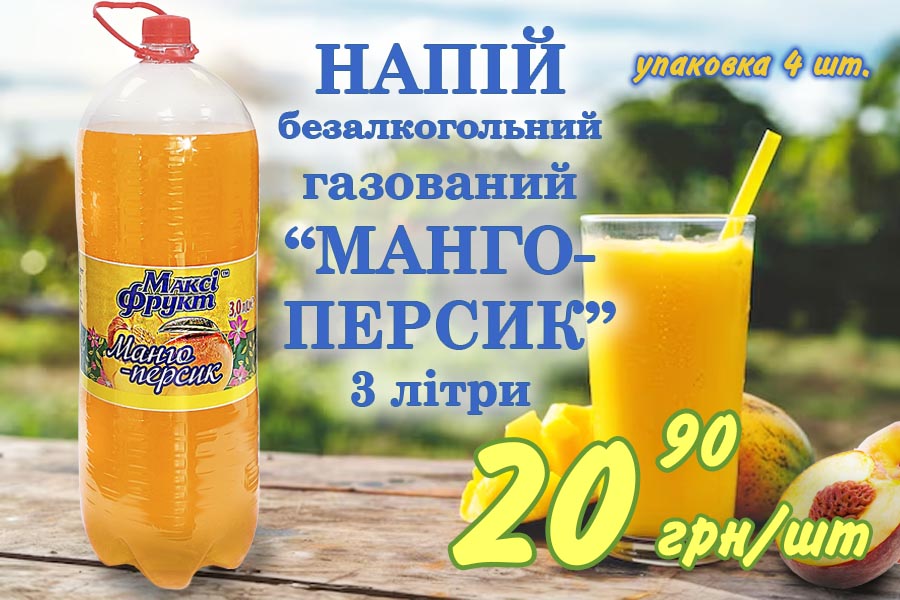 НАПІЙ
безалкогольний
газований
“МАНГО-
ПЕРСИК”
3 літри
упаковка 4 шт.
Максі
Фрукт™
3,0 л
Манго
-персик
20 90
грн/шт